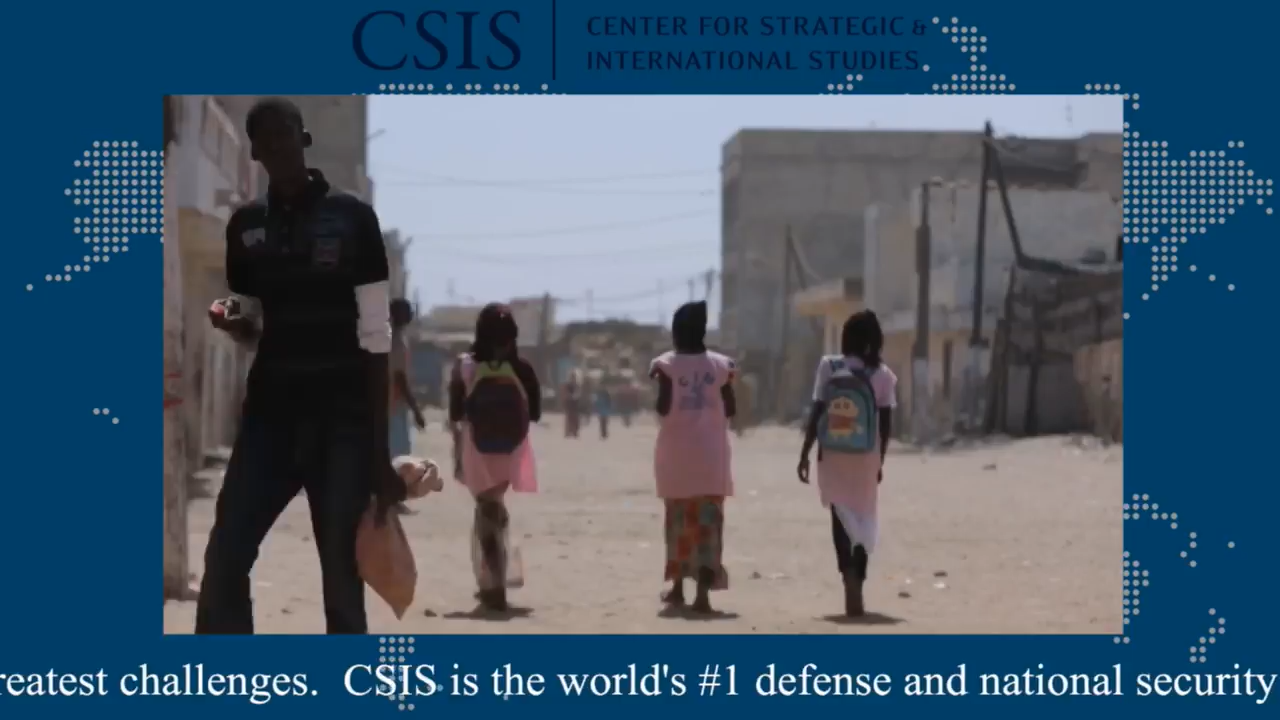 CSIS
CENTER FOR STRATEGIC &
INTERNATIONAL STUDIES
reatest challenges. CSIS is the world's #1 defense and national security